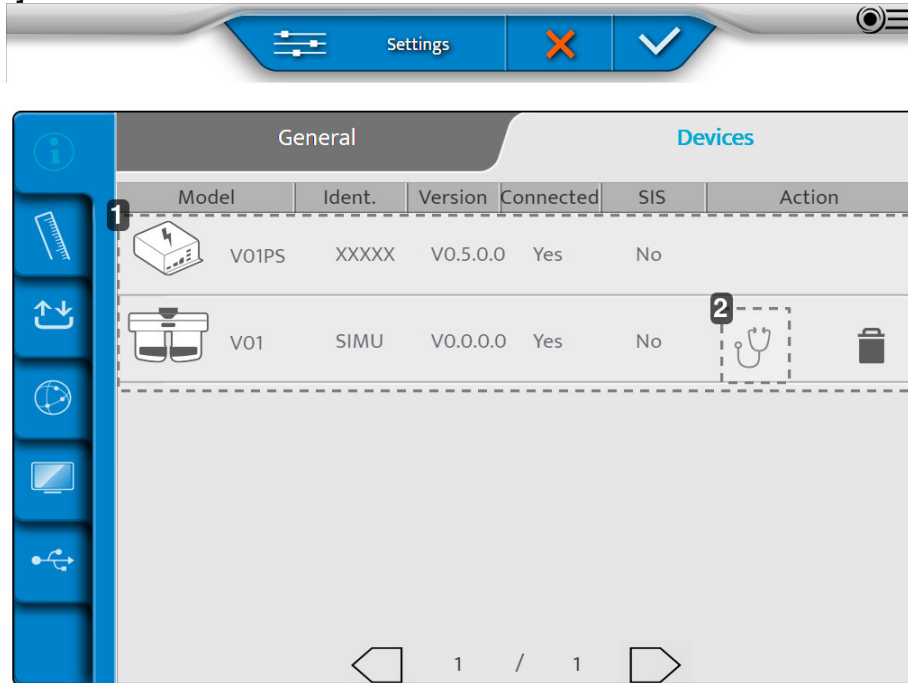 Settings
General Devices
Model Ident. Version Connected SIS Action
1
V01PS XXXXX V0.5.0.0 Yes No
2
V01 SIMU V0.0.0.0 Yes No
1 / 1